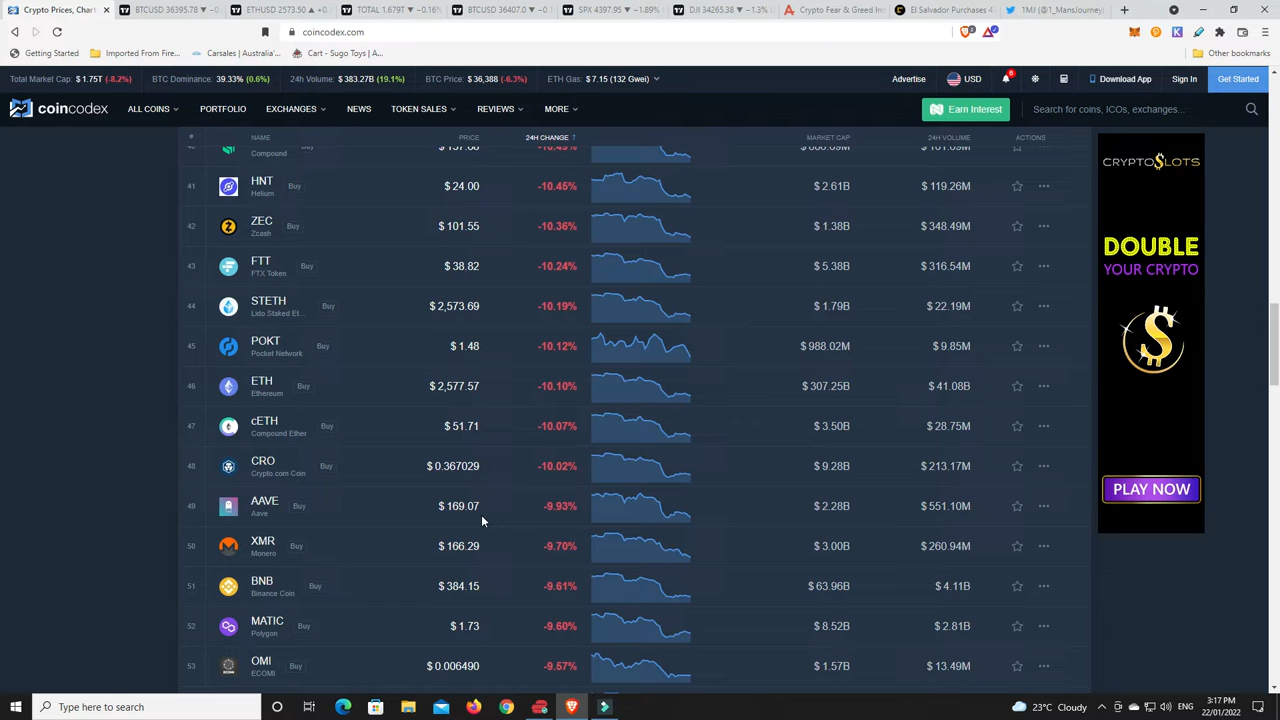 Crypto Prices, Chart
BTCUSD 36395.78 ▼ −0.
ETHUSD 2573.50 ▲ +0.
TOTAL 1.679T ▼ −0.16%
BTCUSD 36407.0 ▼ −0.
SPX 4397.95 ▼ −1.89%
DJI 34265.38 ▼ −1.3%
Crypto Fear & Greed Ind
El Salvador Purchases 41
1MJ (@1_MansJourney)
coincodex.com
Getting Started
Imported From Firef...
Carsales | Australia's...
Cart - Sugo Toys | A...
Other bookmarks
Total Market Cap: $ 1.75T (-8.2%)
BTC Dominance: 39.33% (0.6%)
24h Volume: $ 383.27B (19.1%)
BTC Price: $ 36,388 (-6.3%)
ETH Gas: $ 7.15 (132 Gwei)
Advertise
USD
6
Download App
Sign In
Get Started
coincodex
ALL COINS
PORTFOLIO
EXCHANGES
NEWS
TOKEN SALES
REVIEWS
MORE
Earn Interest
Search for coins, ICOs, exchanges...
# NAME PRICE 24H CHANGE ↑ MARKET CAP 24H VOLUME ACTIONS
Compound
41 HNT Buy $ 24.00 -10.45% $ 2.61B $ 119.26M
Helium
42 ZEC Buy $ 101.55 -10.36% $ 1.38B $ 348.49M
Zcash
43 FTT Buy $ 38.82 -10.24% $ 5.38B $ 316.54M
FTX Token
44 STETH Buy $ 2,573.69 -10.19% $ 1.79B $ 22.19M
Lido Staked Et...
45 POKT Buy $ 1.48 -10.12% $ 988.02M $ 9.85M
Pocket Network
46 ETH Buy $ 2,577.57 -10.10% $ 307.25B $ 41.08B
Ethereum
47 cETH Buy $ 51.71 -10.07% $ 3.50B $ 28.75M
Compound Ether
48 CRO Buy $ 0.367029 -10.02% $ 9.28B $ 213.17M
Crypto.com Coin
49 AAVE Buy $ 169.07 -9.93% $ 2.28B $ 551.10M
Aave
50 XMR Buy $ 166.29 -9.70% $ 3.00B $ 260.94M
Monero
51 BNB Buy $ 384.15 -9.61% $ 63.96B $ 4.11B
Binance Coin
52 MATIC Buy $ 1.73 -9.60% $ 8.52B $ 2.81B
Polygon
53 OMI Buy $ 0.006490 -9.57% $ 1.57B $ 13.49M
ECOMI
CRYPTO$LOTS
DOUBLE
YOUR CRYPTO
PLAY NOW
Type here to search
23°C Cloudy
ENG
3:17 PM
22/01/2022